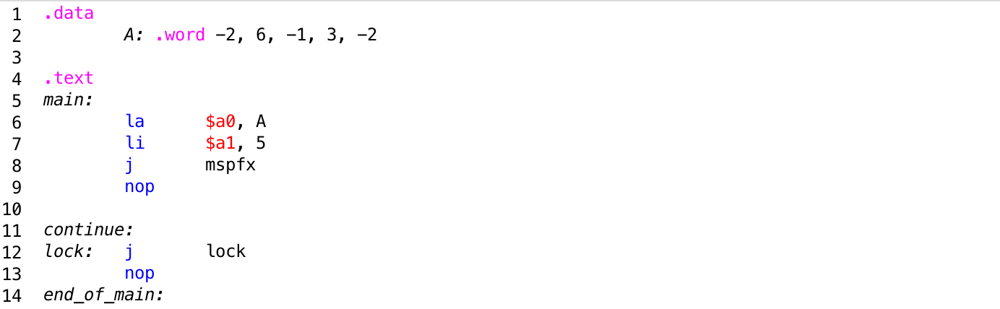 1 .data
2 A: .word −2, 6, −1, 3, −2
3
4 .text
5 main:
6 la $a0, A
7 li $a1, 5
8 j mspfx
9 nop
10
11 continue:
12 lock: j lock
13 nop
14 end_of_main: